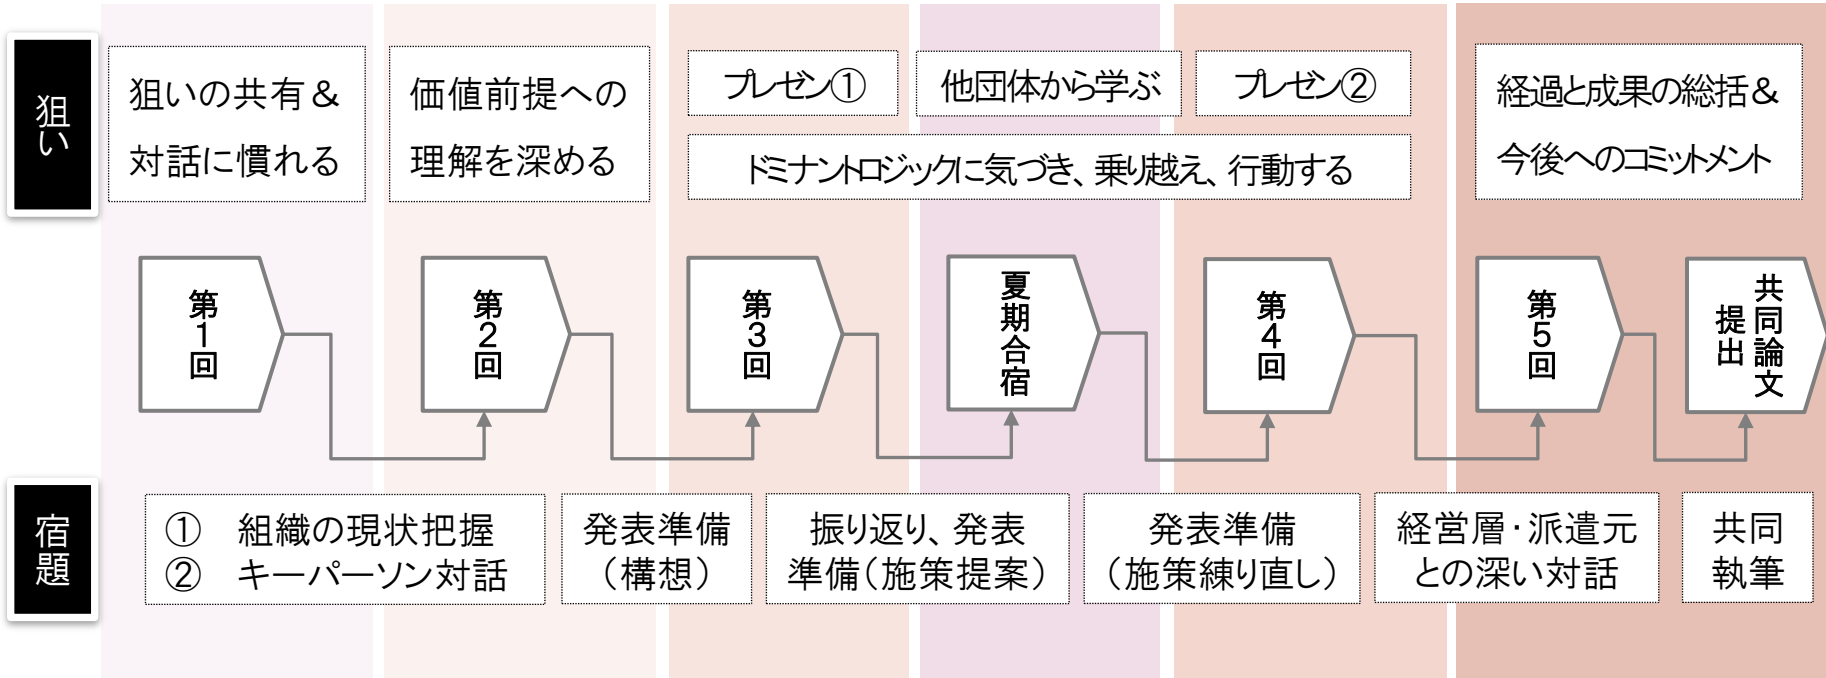 狙い
狙いの共有＆
対話に慣れる
価値前提への
理解を深める
プレゼン①
他団体から学ぶ
プレゼン②
ドミナントロジックに気づき、乗り越え、行動する
経過と成果の総括＆
今後へのコミットメント
第1回
第2回
第3回
夏期合宿
第4回
第5回
共同論文
提出
宿題
① 組織の現状把握
② キーパーソン対話
発表準備
（構想）
振り返り、発表
準備（施策提案）
発表準備
（施策練り直し）
経営層・派遣元
との深い対話
共同
執筆